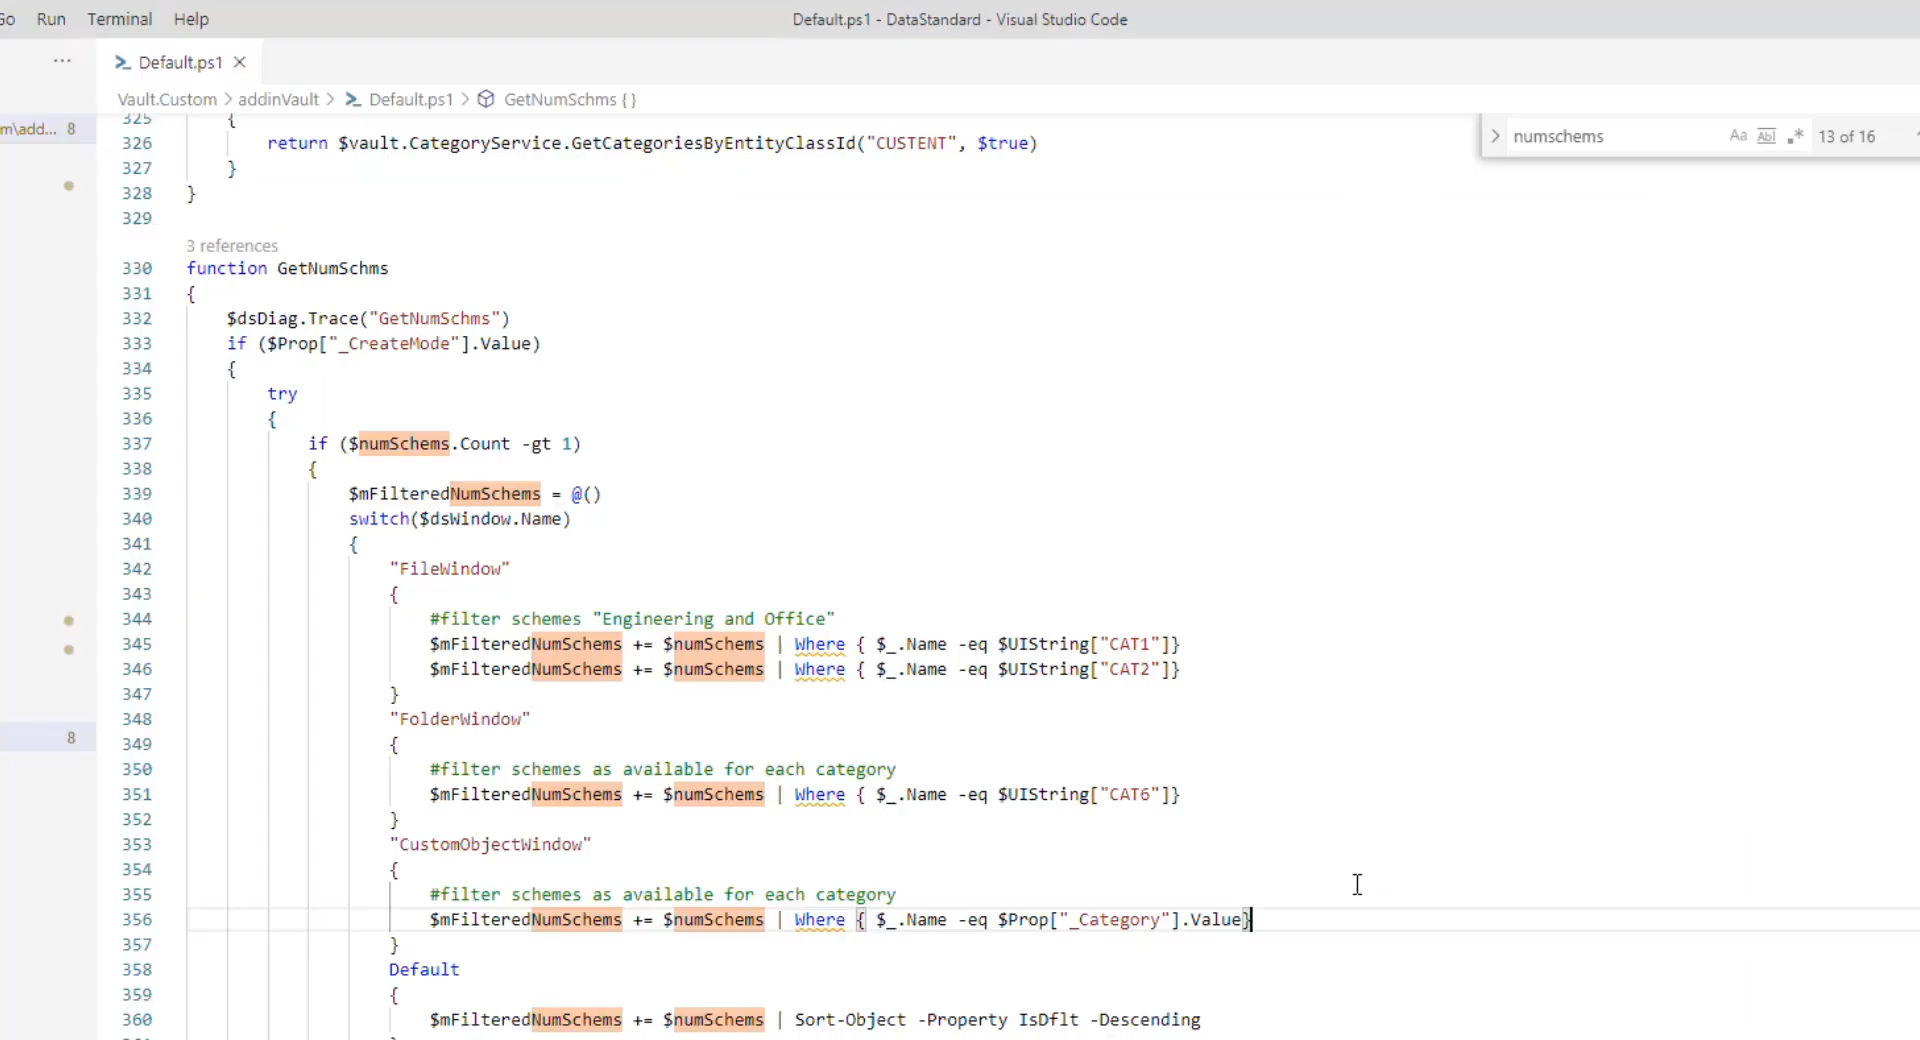 Go Run Terminal Help Default.ps1 - DataStandard - Visual Studio Code
Default.ps1
Vault.Custom > addinVault > Default.ps1 > GetNumSchms { }
m\add... 8
numschems Aa Abl .* 13 of 16
325 {
326 return $vault.CategoryService.GetCategoriesByEntityClassId("CUSTENT", $true)
327 }
328 }
329
3 references
330 function GetNumSchms
331 {
332 $dsDiag.Trace("GetNumSchms")
333 if ($Prop["_CreateMode"].Value)
334 {
335 try
336 {
337 if ($numSchems.Count -gt 1)
338 {
339 $mFilteredNumSchems = @()
340 switch($dsWindow.Name)
341 {
342 "FileWindow"
343 {
344 #filter schemes "Engineering and Office"
345 $mFilteredNumSchems += $numSchems | Where { $_.Name -eq $UIString["CAT1"]}
346 $mFilteredNumSchems += $numSchems | Where { $_.Name -eq $UIString["CAT2"]}
347 }
348 "FolderWindow"
349 {
350 #filter schemes as available for each category
351 $mFilteredNumSchems += $numSchems | Where { $_.Name -eq $UIString["CAT6"]}
352 }
353 "CustomObjectWindow"
354 {
355 #filter schemes as available for each category
356 $mFilteredNumSchems += $numSchems | Where { $_.Name -eq $Prop["_Category"].Value}
357 }
358 Default
359 {
360 $mFilteredNumSchems += $numSchems | Sort-Object -Property IsDflt -Descending
8